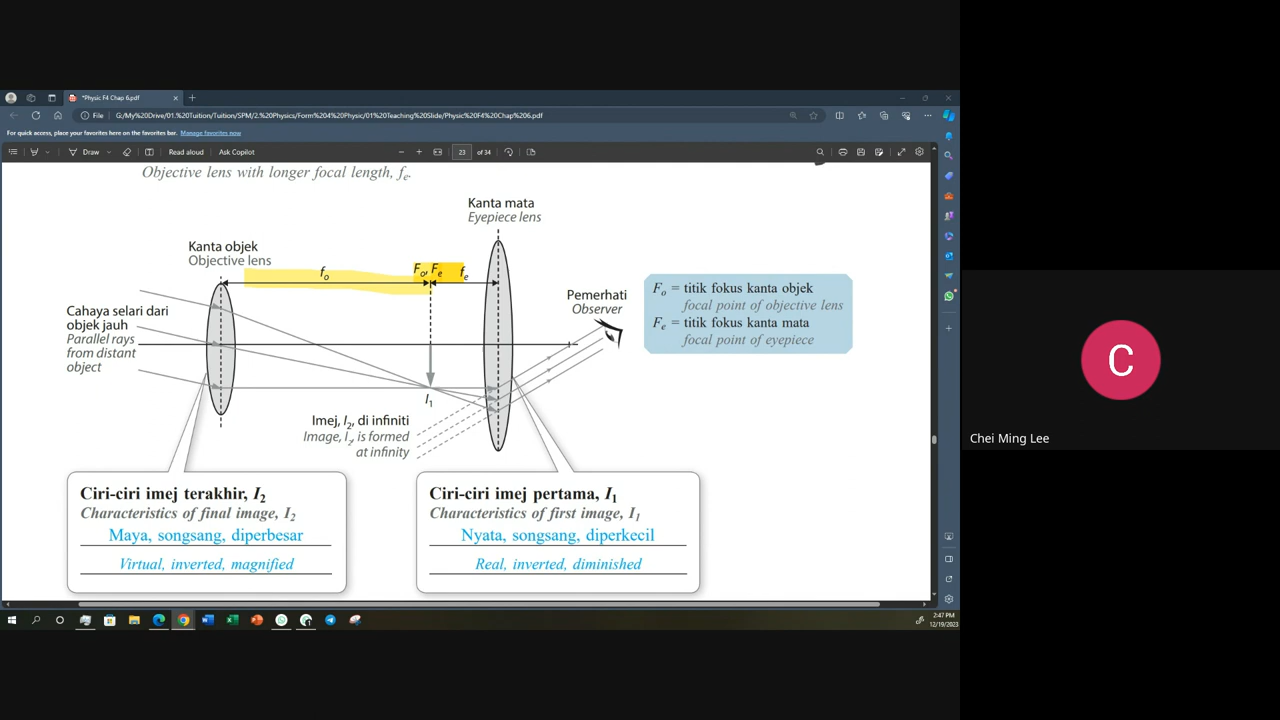 *Physic F4 Chap 6.pdf
File
G:/My%20Drive/01.%20Tuition/Tuition/SPM/2.%20Physics/Form%204%20Physic/01%20Teaching%20Slide/Physic%20F4%20Chap%206.pdf
For quick access, place your favorites here on the favorites bar. Manage favorites now
Draw
Read aloud
Ask Copilot
23 of 34
Objective lens with longer focal length, fe.
Kanta mata
Eyepiece lens
Kanta objek
Objective lens
fo
Fo, Fe
fe
Cahaya selari dari
objek jauh
Parallel rays
from distant
object
Pemerhati
Observer
Fo = titik fokus kanta objek
focal point of objective lens
Fe = titik fokus kanta mata
focal point of eyepiece
I1
Imej, I2, di infiniti
Image, I2, is formed
at infinity
Ciri-ciri imej terakhir, I2
Characteristics of final image, I2
Maya, songsang, diperbesar
Virtual, inverted, magnified
Ciri-ciri imej pertama, I1
Characteristics of first image, I1
Nyata, songsang, diperkecil
Real, inverted, diminished
C
Chei Ming Lee
2:47 PM
12/19/2023